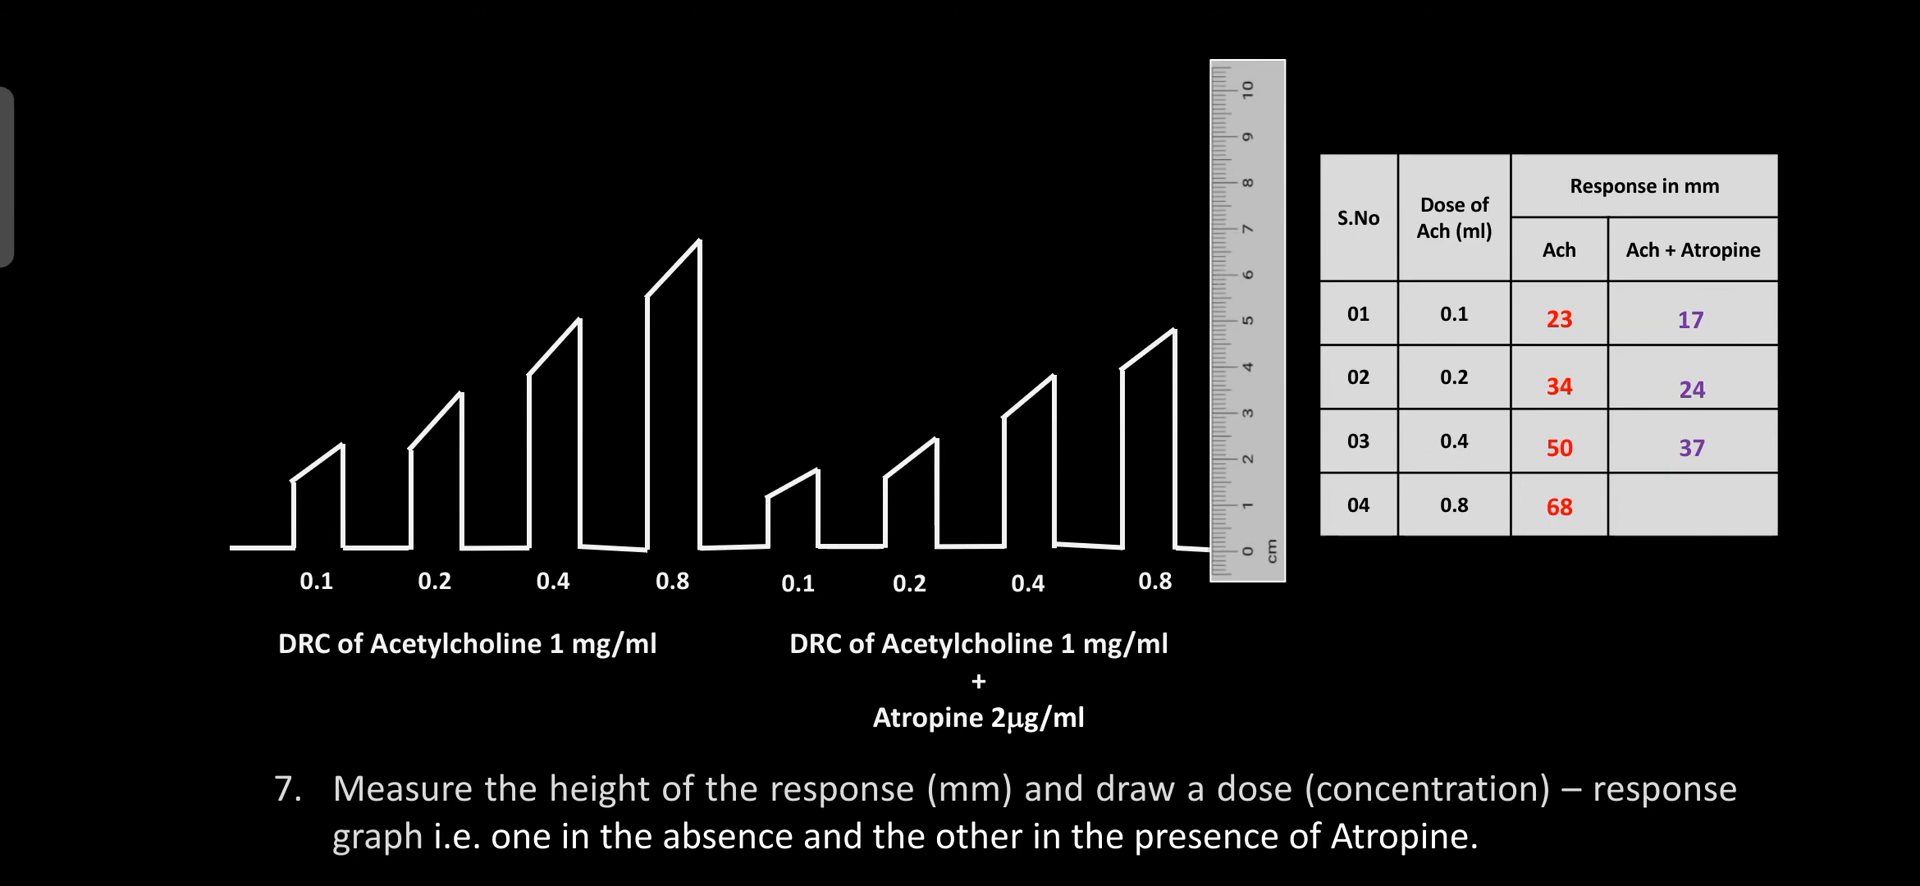 10
9
8
7
6
5
4
3
2
1
0
cm
S.No
Dose of
Ach (ml)
Response in mm
Ach
Ach + Atropine
01
0.1
23
17
02
0.2
34
24
03
0.4
50
37
04
0.8
68
0.1
0.2
0.4
0.8
0.1
0.2
0.4
0.8
DRC of Acetylcholine 1 mg/ml
DRC of Acetylcholine 1 mg/ml
+
Atropine 2µg/ml
7. Measure the height of the response (mm) and draw a dose (concentration) – response
graph i.e. one in the absence and the other in the presence of Atropine.